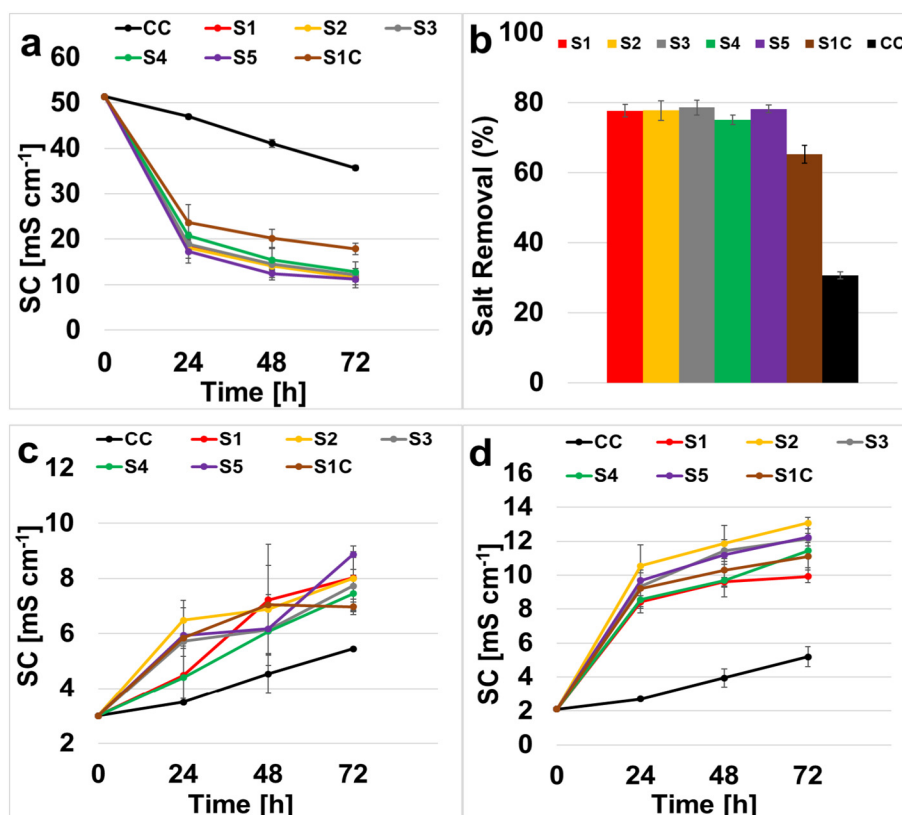 a
CC S1 S2 S3
S4 S5 S1C
60
50
40
30
20
10
0
SC [mS cm⁻¹]
0 24 48 72
Time [h]
b
100
S1 S2 S3 S4 S5 S1C CC
80
60
40
20
0
Salt Removal (%)
c
CC S1 S2 S3
S4 S5 S1C
12
10
8
6
4
2
SC [mS cm⁻¹]
0 24 48 72
Time [h]
d
CC S1 S2 S3
S4 S5 S1C
16
14
12
10
8
6
4
2
0
SC [mS cm⁻¹]
0 24 48 72
Time [h]